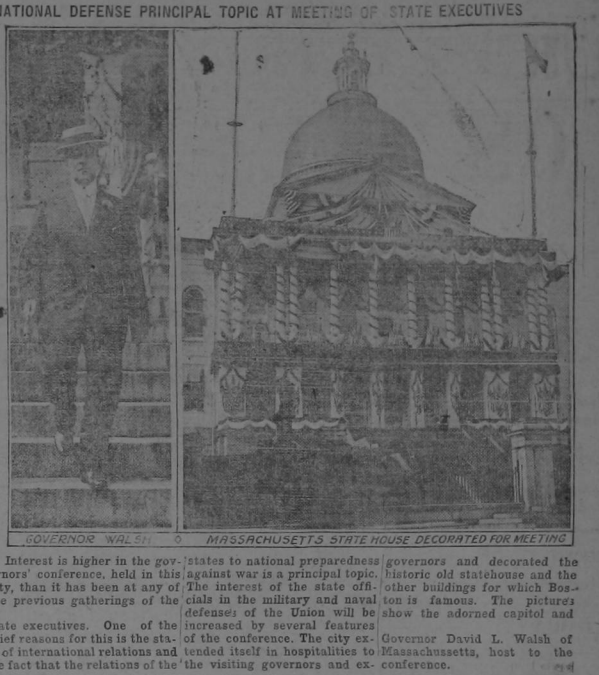 NATIONAL DEFENSE PRINCIPAL TOPIC AT MEETING OF STATE EXECUTIVES
GOVERNOR WALSH
MASSACHUSETTS STATE HOUSE DECORATED FOR MEETING
Interest is higher in the gov-
nors' conference, held in this
ty, than it has been at any of
e previous gatherings of the
ate executives. One of the
ief reasons for this is the sta-
of international relations and
e fact that the relations of the
states to national preparedness
against war is a principal topic.
The interest of the state offi-
cials in the military and naval
defenses of the Union will be
increased by several features
of the conference. The city ex-
tended itself in hospitalities to
the visiting governors and ex-
governors and decorated the
historic old statehouse and the
other buildings for which Bos-
ton is famous. The pictures
show the adorned capitol and
Governor David L. Walsh of
Massachussetts, host to the
conference.